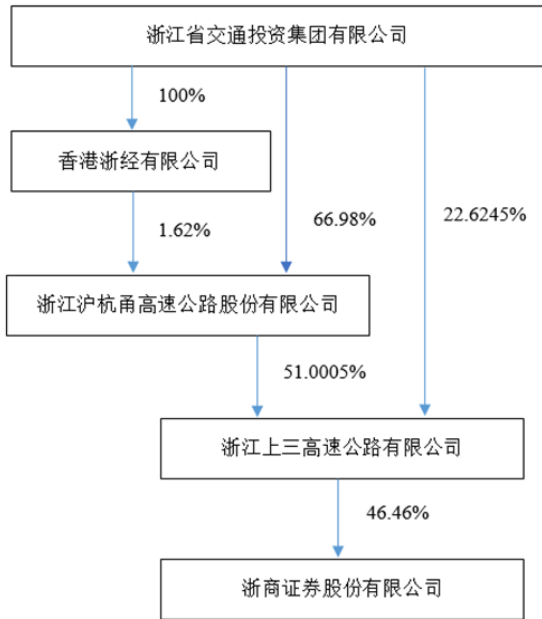 浙江省交通投资集团有限公司
100%
香港浙经有限公司
1.62%
66.98%
22.6245%
浙江沪杭甬高速公路股份有限公司
51.0005%
浙江上三高速公路有限公司
46.46%
浙商证券股份有限公司